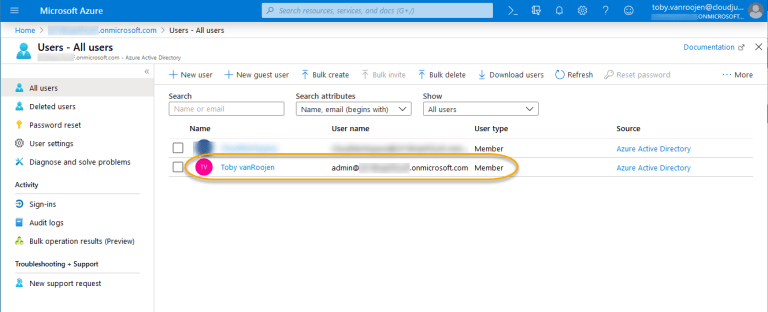 Microsoft Azure
Search resources, services, and docs (G+/)
toby.vanroojen@cloudju...
.ONMICROSOFT....
Home
.onmicrosoft.com
Users - All users
Users - All users
.onmicrosoft.com - Azure Active Directory
Documentation
All users
Deleted users
Password reset
User settings
Diagnose and solve problems
Activity
Sign-ins
Audit logs
Bulk operation results (Preview)
Troubleshooting + Support
New support request
New user
New guest user
Bulk create
Bulk invite
Bulk delete
Download users
Refresh
Reset password
More
Search
Search attributes
Show
Name or email
Name, email (begins with)
All users
Name User name User type Source
Member Azure Active Directory
TV Toby vanRoojen admin@ .onmicrosoft.com Member Azure Active Directory